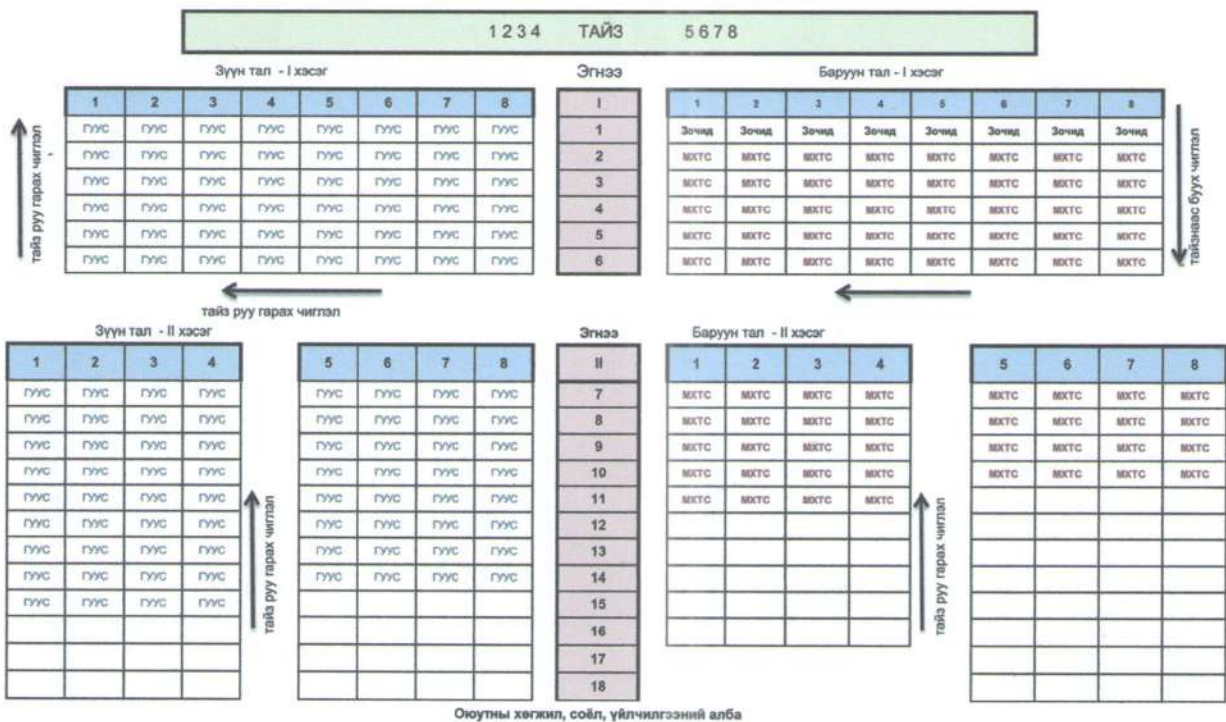 1 2 3 4 ТАЙЗ 5 6 7 8
Зүүн тал - I хэсэг Эгнээ Баруун тал - I хэсэг
1 2 3 4 5 6 7 8 I 1 2 3 4 5 6 7 8
ГУУС ГУУС ГУУС ГУУС ГУУС ГУУС ГУУС ГУУС 1 Зочид Зочид Зочид Зочид Зочид Зочид Зочид Зочид
ГУУС ГУУС ГУУС ГУУС ГУУС ГУУС ГУУС ГУУС 2 МХТС МХТС МХТС МХТС МХТС МХТС МХТС МХТС
ГУУС ГУУС ГУУС ГУУС ГУУС ГУУС ГУУС ГУУС 3 МХТС МХТС МХТС МХТС МХТС МХТС МХТС МХТС
ГУУС ГУУС ГУУС ГУУС ГУУС ГУУС ГУУС ГУУС 4 МХТС МХТС МХТС МХТС МХТС МХТС МХТС МХТС
ГУУС ГУУС ГУУС ГУУС ГУУС ГУУС ГУУС ГУУС 5 МХТС МХТС МХТС МХТС МХТС МХТС МХТС МХТС
ГУУС ГУУС ГУУС ГУУС ГУУС ГУУС ГУУС ГУУС 6 МХТС МХТС МХТС МХТС МХТС МХТС МХТС МХТС
тайз руу гарах чиглэл
тайзнаас буух чиглэл
тайз руу гарах чиглэл
Зүүн тал - II хэсэг Эгнээ Баруун тал - II хэсэг
1 2 3 4 5 6 7 8 II 1 2 3 4 5 6 7 8
ГУУС ГУУС ГУУС ГУУС ГУУС ГУУС ГУУС ГУУС 7 МХТС МХТС МХТС МХТС МХТС МХТС МХТС МХТС
ГУУС ГУУС ГУУС ГУУС ГУУС ГУУС ГУУС ГУУС 8 МХТС МХТС МХТС МХТС МХТС МХТС МХТС МХТС
ГУУС ГУУС ГУУС ГУУС ГУУС ГУУС ГУУС ГУУС 9 МХТС МХТС МХТС МХТС МХТС МХТС МХТС МХТС
ГУУС ГУУС ГУУС ГУУС ГУУС ГУУС ГУУС ГУУС 10 МХТС МХТС МХТС МХТС МХТС МХТС МХТС МХТС
ГУУС ГУУС ГУУС ГУУС ГУУС ГУУС ГУУС ГУУС 11 МХТС МХТС МХТС МХТС
ГУУС ГУУС ГУУС ГУУС ГУУС ГУУС ГУУС ГУУС 12
ГУУС ГУУС ГУУС ГУУС ГУУС ГУУС ГУУС ГУУС 13
ГУУС ГУУС ГУУС ГУУС ГУУС ГУУС ГУУС ГУУС 14
ГУУС ГУУС ГУУС ГУУС 15
16
17
18
тайз руу гарах чиглэл
тайз руу гарах чиглэл
Оюутны хөгжил, соёл, үйлчилгээний алба